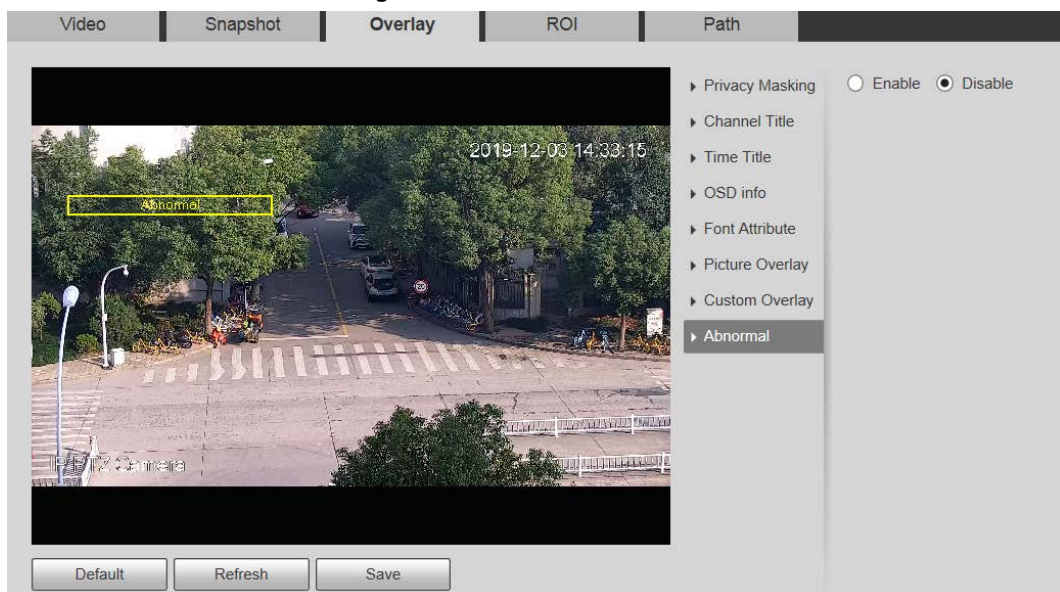 Video Snapshot Overlay ROI Path
Privacy Masking
Enable Disable
Channel Title
2019-12-03 14:33:15
Time Title
OSD info
Abnormal
Font Attribute
Picture Overlay
Custom Overlay
Abnormal
IP PTZ Camera
Default Refresh Save